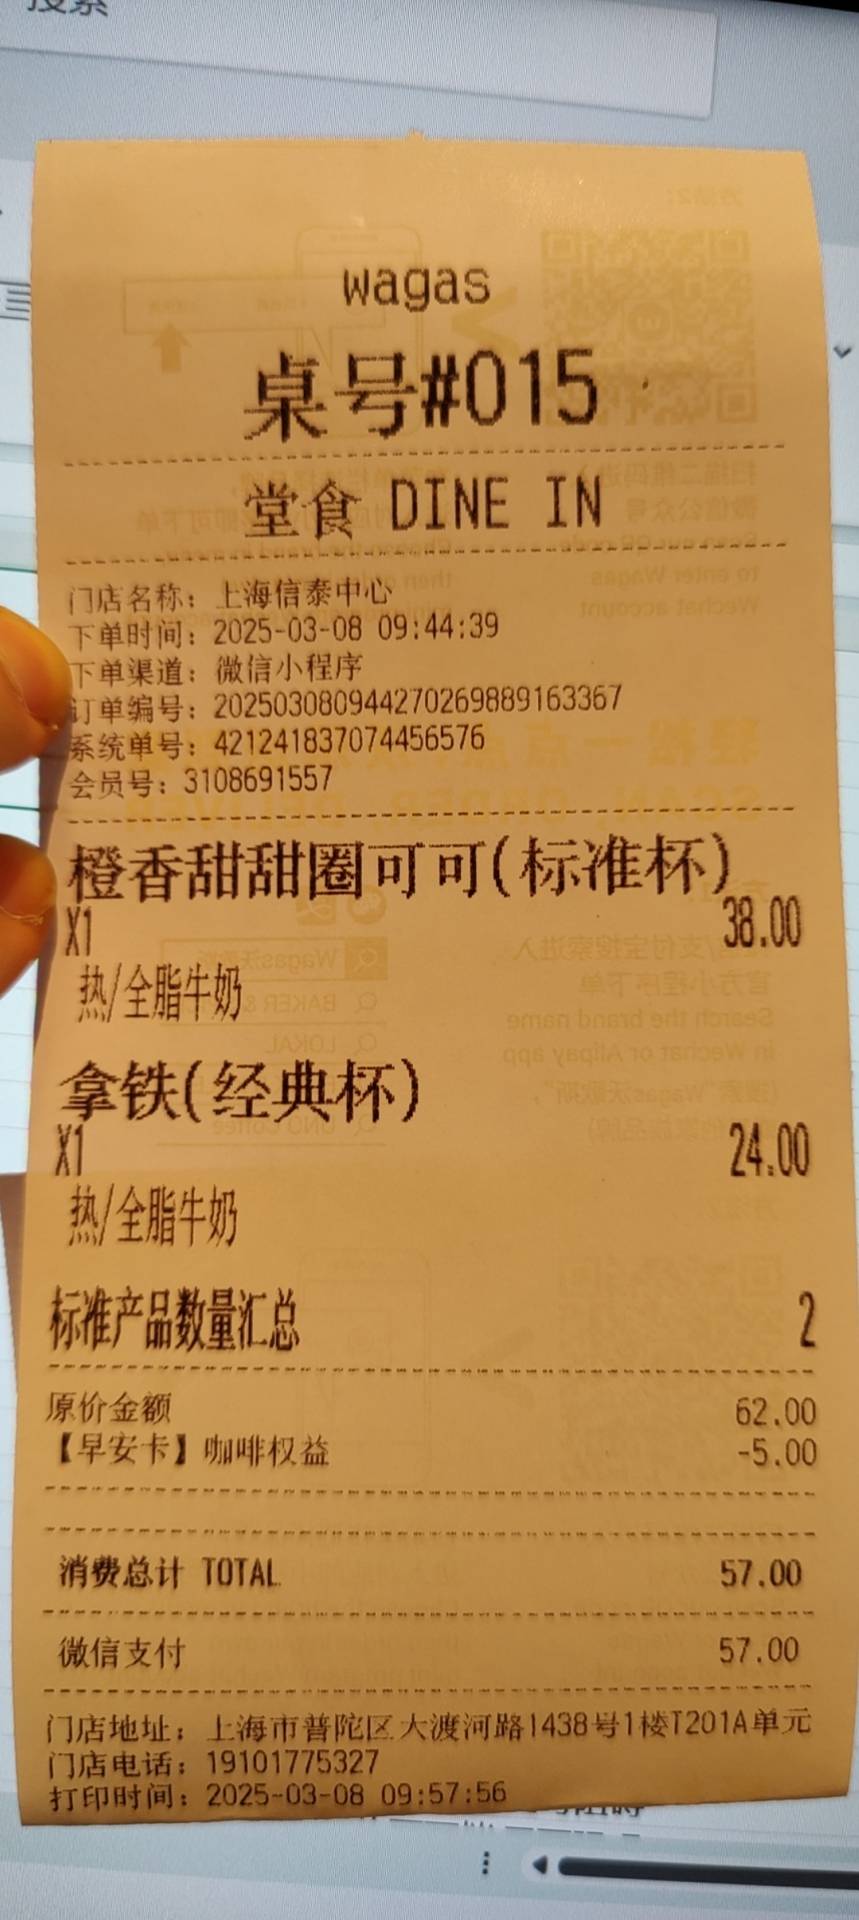 搜索
wagas
桌号#015
堂食 DINE IN
门店名称：上海信泰中心
下单时间：2025-03-08 09:44:39
下单渠道：微信小程序
订单编号：2025030809442702698891633​67
系统单号：421241837074456576
会员号：3108691557
橙香甜甜圈可可(标准杯)
X1 38.00
热/全脂牛奶
拿铁(经典杯)
X1 24.00
热/全脂牛奶
标准产品数量汇总 2
原价金额 62.00
【早安卡】咖啡权益 -5.00
消费总计 TOTAL 57.00
微信支付 57.00
门店地址：上海市普陀区大渡河路1438号1楼T201A单元
门店电话：19101775327
打印时间：2025-03-08 09:57:56